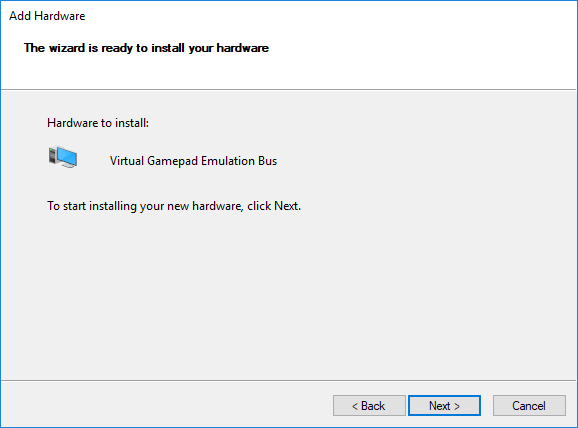 Add Hardware
The wizard is ready to install your hardware
Hardware to install:
Virtual Gamepad Emulation Bus
To start installing your new hardware, click Next.
< Back Next > Cancel